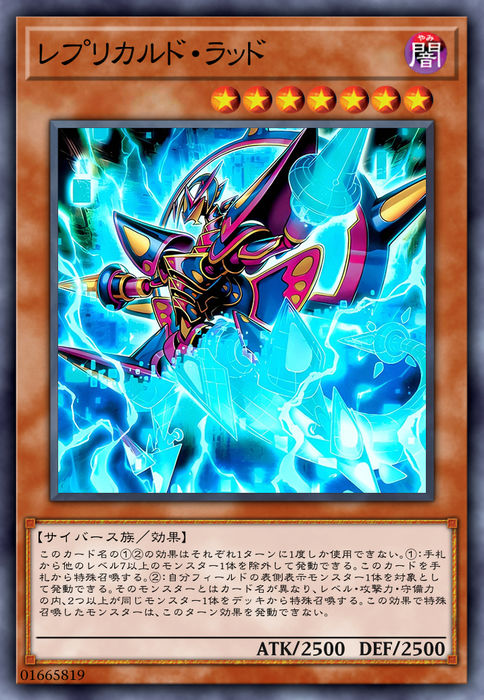 レプリカルド・ラッド
やみ
闇
【サイバース族／効果】
このカード名の①②の効果はそれぞれ1ターンに1度しか使用できない。①:手札
から他のレベル7以上のモンスター1体を除外して発動できる。このカードを手
札から特殊召喚する。②:自分フィールドの表側表示モンスター1体を対象とし
て発動できる。そのモンスターとはカード名が異なり、レベル・攻撃力・守備力
の内、2つ以上が同じモンスター1体をデッキから特殊召喚する。この効果で特殊
召喚したモンスターは、このターン効果を発動できない。
ATK/2500 DEF/2500
01665819